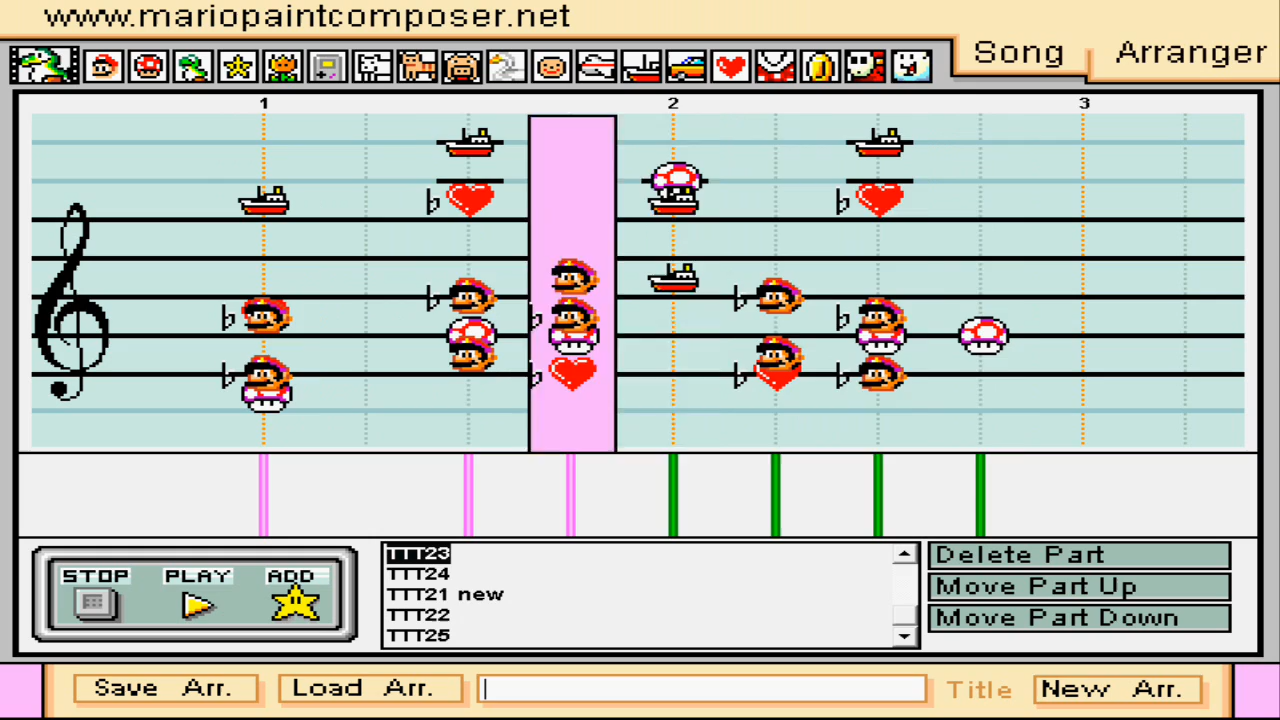 www.mariopaintcomposer.net
Song Arranger
1 2 3
STOP PLAY ADD
TTT23
TTT24
TTT21 new
TTT22
TTT25
Delete Part
Move Part Up
Move Part Down
Save Arr. Load Arr. Title New Arr.